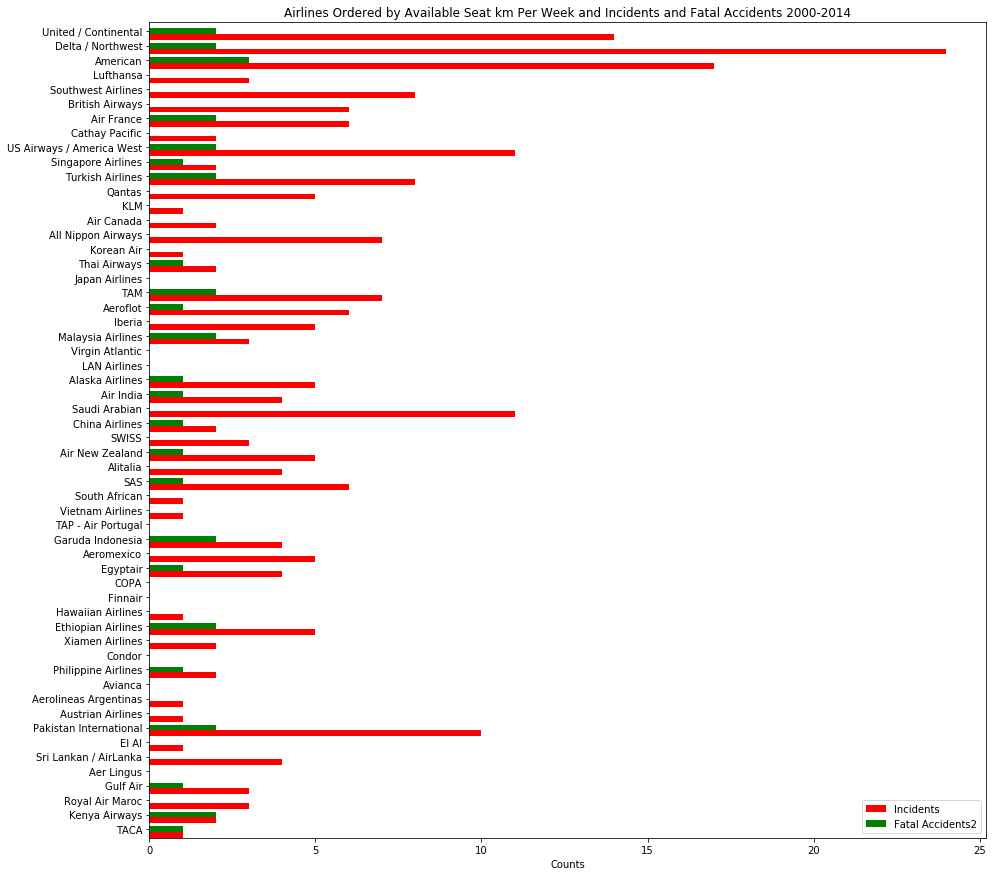 Airlines Ordered by Available Seat km Per Week and Incidents and Fatal Accidents 2000-2014
United / Continental
Delta / Northwest
American
Lufthansa
Southwest Airlines
British Airways
Air France
Cathay Pacific
US Airways / America West
Singapore Airlines
Turkish Airlines
Qantas
KLM
Air Canada
All Nippon Airways
Korean Air
Thai Airways
Japan Airlines
TAM
Aeroflot
Iberia
Malaysia Airlines
Virgin Atlantic
LAN Airlines
Alaska Airlines
Air India
Saudi Arabian
China Airlines
SWISS
Air New Zealand
Alitalia
SAS
South African
Vietnam Airlines
TAP - Air Portugal
Garuda Indonesia
Aeromexico
Egyptair
COPA
Finnair
Hawaiian Airlines
Ethiopian Airlines
Xiamen Airlines
Condor
Philippine Airlines
Avianca
Aerolineas Argentinas
Austrian Airlines
Pakistan International
El Al
Sri Lankan / AirLanka
Aer Lingus
Gulf Air
Royal Air Maroc
Kenya Airways
TACA
Incidents
Fatal Accidents2
0 5 10 15 20 25
Counts